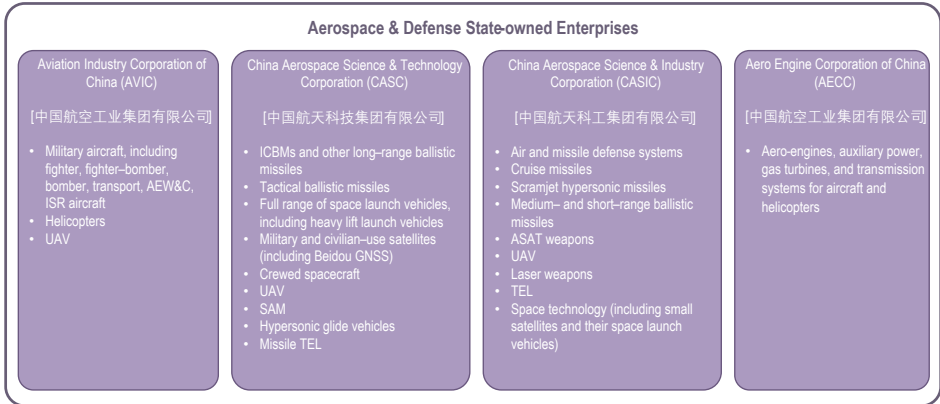 Aerospace & Defense State-owned Enterprises
Aviation Industry Corporation of
China (AVIC)
[中国航空工业集团有限公司]
• Military aircraft, including
fighter, fighter–bomber,
bomber, transport, AEW&C,
ISR aircraft
• Helicopters
• UAV
China Aerospace Science & Technology
Corporation (CASC)
[中国航天科技集团有限公司]
• ICBMs and other long–range ballistic
missiles
• Tactical ballistic missiles
• Full range of space launch vehicles,
including heavy lift launch vehicles
• Military and civilian–use satellites
(including Beidou GNSS)
• Crewed spacecraft
• UAV
• SAM
• Hypersonic glide vehicles
• Missile TEL
China Aerospace Science & Industry
Corporation (CASIC)
[中国航天科工集团有限公司]
• Air and missile defense systems
• Cruise missiles
• Scramjet hypersonic missiles
• Medium– and short–range ballistic
missiles
• ASAT weapons
• UAV
• Laser weapons
• TEL
• Space technology (including small
satellites and their space launch
vehicles)
Aero Engine Corporation of China
(AECC)
[中国航空工业集团有限公司]
• Aero-engines, auxiliary power,
gas turbines, and transmission
systems for aircraft and
helicopters